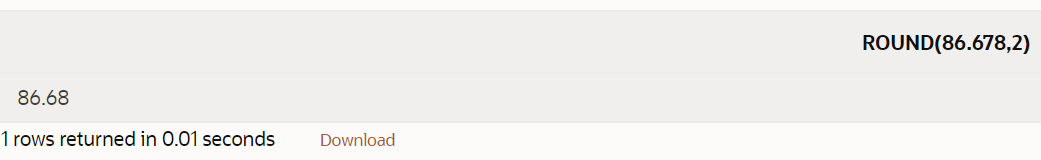 ROUND(86.678,2)
86.68
1 rows returned in 0.01 seconds Download